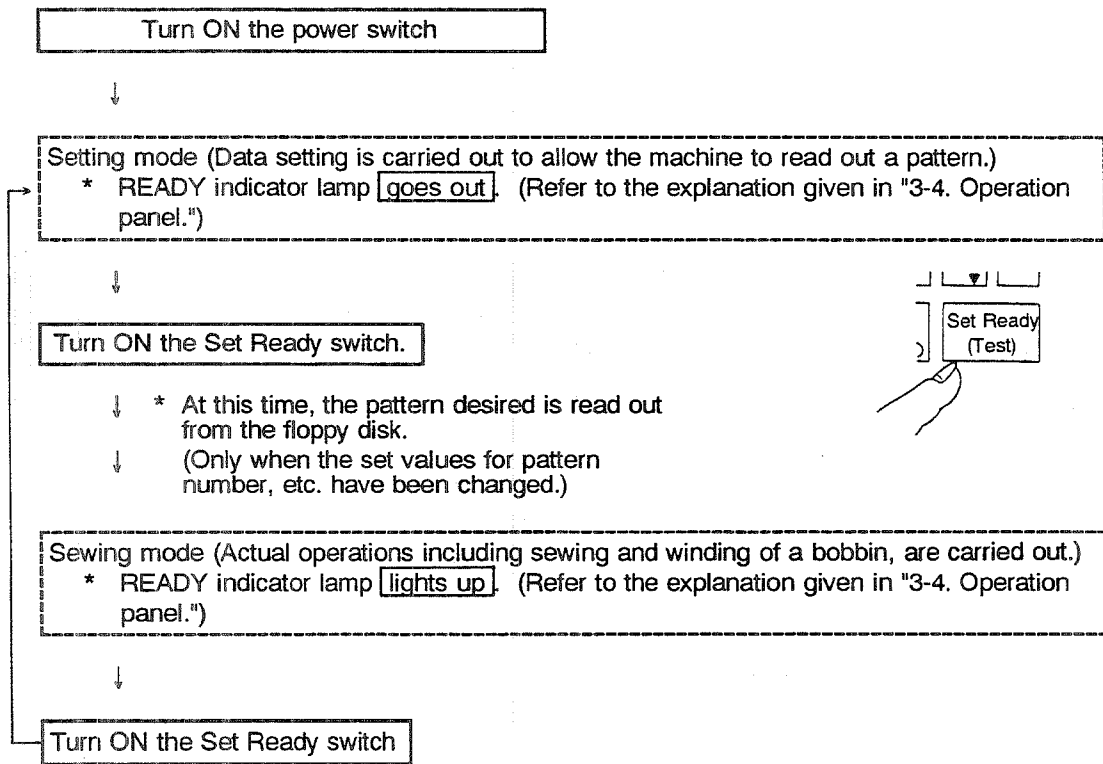 Turn ON the power switch
↓
Setting mode (Data setting is carried out to allow the machine to read out a pattern.)
* READY indicator lamp goes out. (Refer to the explanation given in "3-4. Operation
panel.")
↓
Turn ON the Set Ready switch.
Set Ready
(Test)
↓ * At this time, the pattern desired is read out
from the floppy disk.
↓ (Only when the set values for pattern
number, etc. have been changed.)
Sewing mode (Actual operations including sewing and winding of a bobbin, are carried out.)
* READY indicator lamp lights up. (Refer to the explanation given in "3-4. Operation
panel.")
↓
Turn ON the Set Ready switch